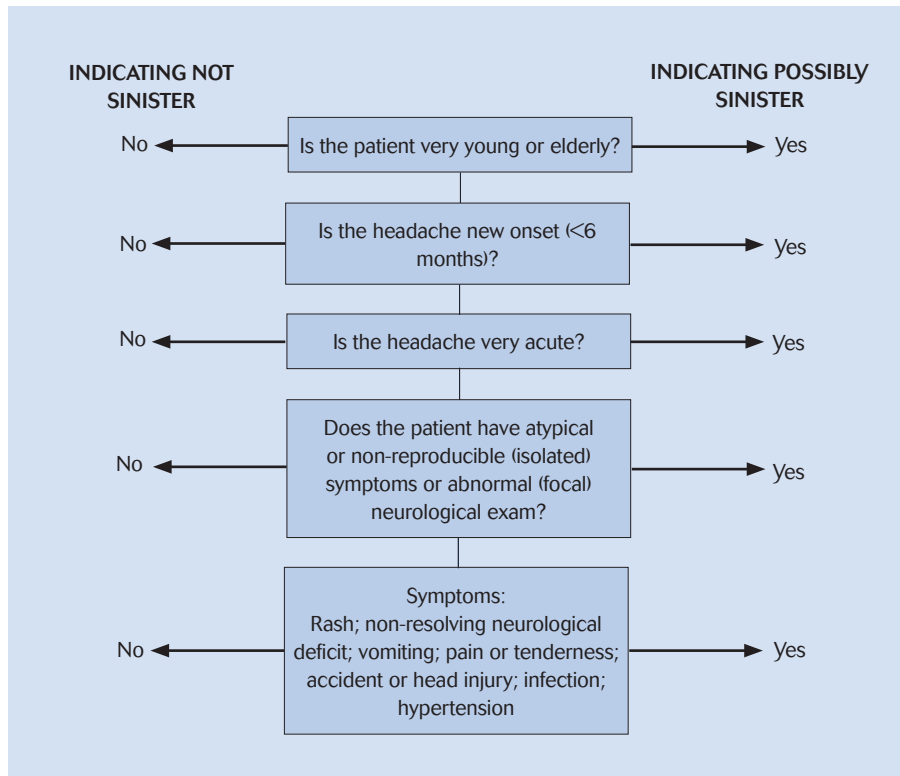 INDICATING NOT
SINISTER
INDICATING POSSIBLY
SINISTER
No
Is the patient very young or elderly?
Yes
No
Is the headache new onset (<6
months)?
Yes
No
Is the headache very acute?
Yes
No
Does the patient have atypical
or non-reproducible (isolated)
symptoms or abnormal (focal)
neurological exam?
Yes
No
Symptoms:
Rash; non-resolving neurological
deficit; vomiting; pain or tenderness;
accident or head injury; infection;
hypertension
Yes